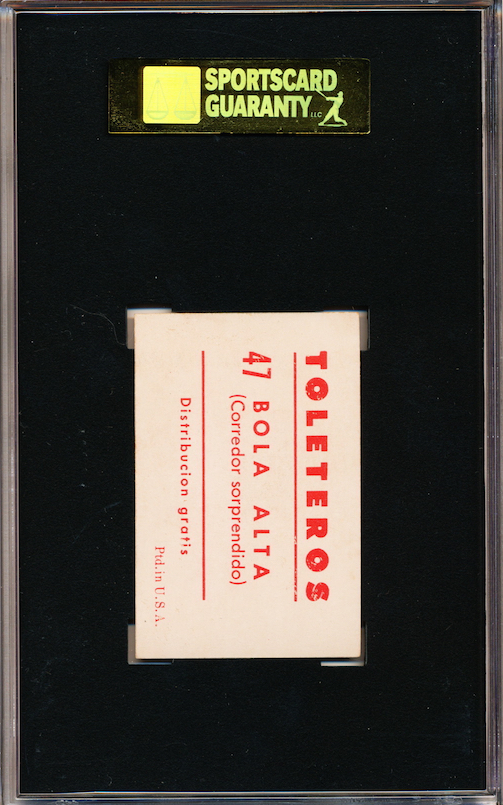 SPORTSCARD
GUARANTY LLC
TOLETEROS
47 BOLA ALTA
(Corredor sorprendido)
Distribucion gratis
Ptd. in U.S.A.